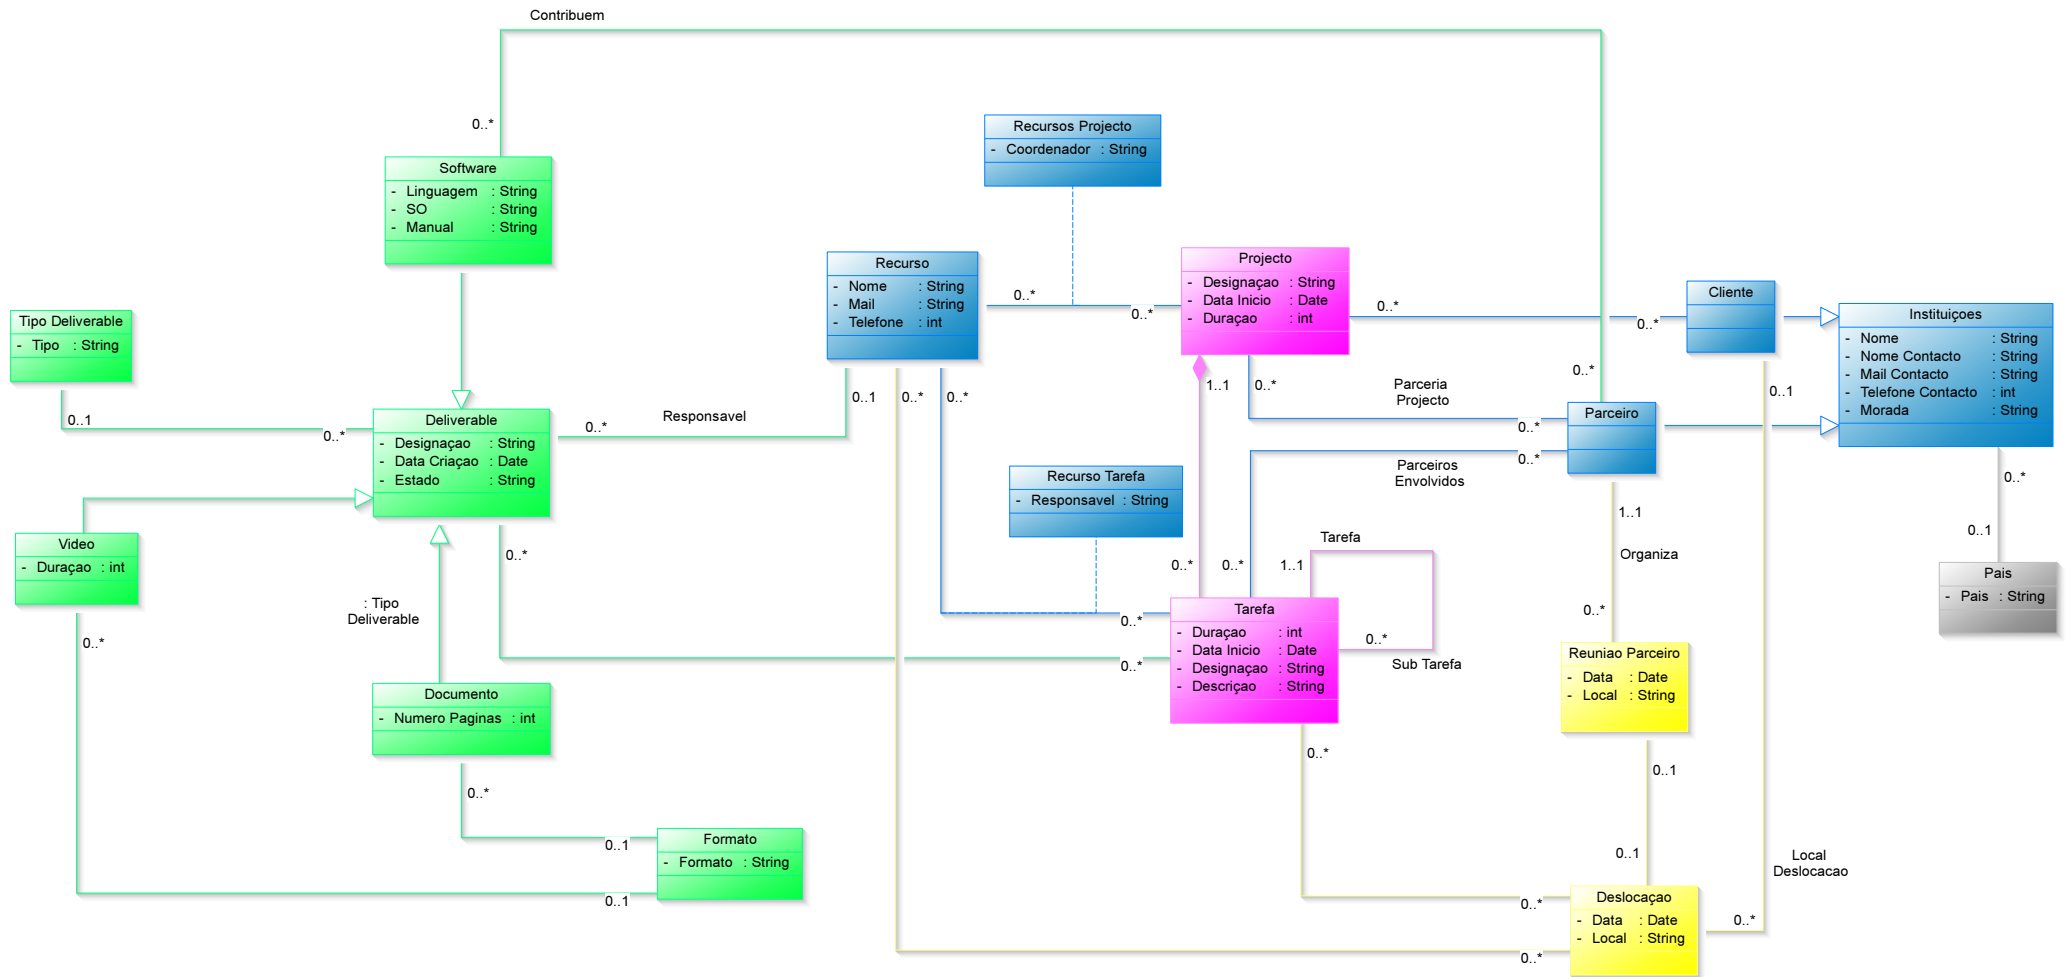 Contribuem
0..*
Recursos Projecto
- Coordenador : String
Software
- Linguagem : String
- SO : String
- Manual : String
Recurso
- Nome : String
- Mail : String
- Telefone : int
0..*
0..*
Projecto
- Designaçao : String
- Data Inicio : Date
- Duraçao : int
0..*
0..*
Cliente
Instituiçoes
- Nome : String
- Nome Contacto : String
- Mail Contacto : String
- Telefone Contacto : int
- Morada : String
Tipo Deliverable
- Tipo : String
0..1
0..*
Deliverable
- Designaçao : String
- Data Criaçao : Date
- Estado : String
0..*
Responsavel
0..1
0..*
0..*
1..1
0..*
Parceria
Projecto
0..*
0..*
Parceiro
0..1
Parceiros
Envolvidos
0..*
Recurso Tarefa
- Responsavel : String
0..*
0..1
Pais
- Pais : String
Video
- Duraçao : int
0..*
: Tipo
Deliverable
0..*
0..*
0..*
1..1
Tarefa
1..1
Organiza
0..*
0..*
0..*
Tarefa
- Duraçao : int
- Data Inicio : Date
- Designaçao : String
- Descriçao : String
0..*
Sub Tarefa
Reuniao Parceiro
- Data : Date
- Local : String
Documento
- Numero Paginas : int
0..*
0..1
0..1
Formato
- Formato : String
0..*
0..1
0..1
Local
Deslocacao
0..*
0..*
0..*
Deslocaçao
- Data : Date
- Local : String